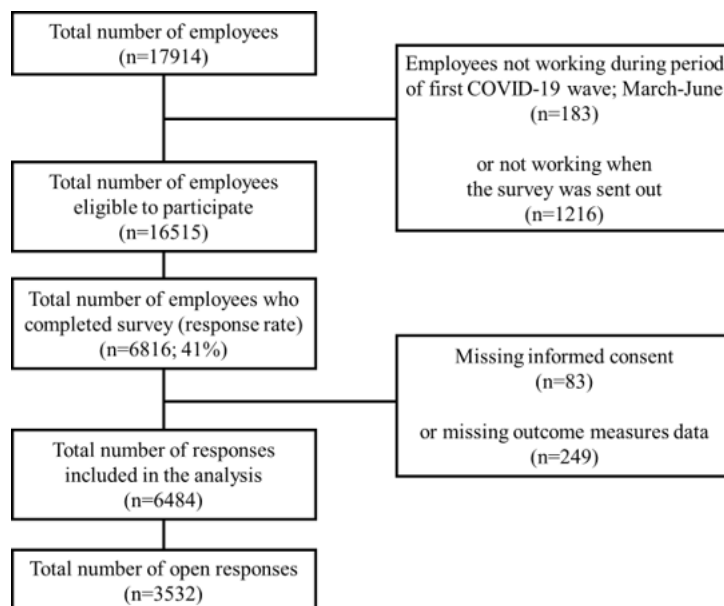 Total number of employees
(n=17914)
Employees not working during period
of first COVID-19 wave; March-June
(n=183)
or not working when
the survey was sent out
(n=1216)
Total number of employees
eligible to participate
(n=16515)
Total number of employees who
completed survey (response rate)
(n=6816; 41%)
Missing informed consent
(n=83)
or missing outcome measures data
(n=249)
Total number of responses
included in the analysis
(n=6484)
Total number of open responses
(n=3532)